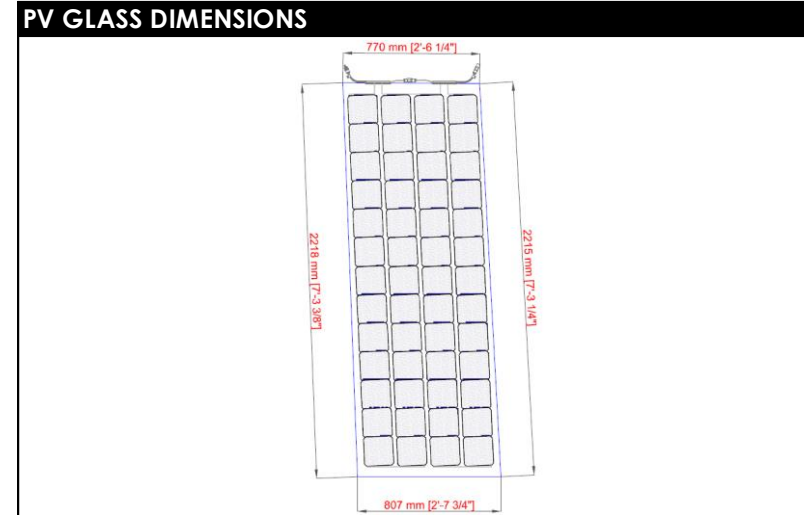 PV GLASS DIMENSIONS
770 mm [2'-6 1/4"]
2218 mm [7'-3 3/8"]
2215 mm [7'-3 1/4"]
807 mm [2'-7 3/4"]